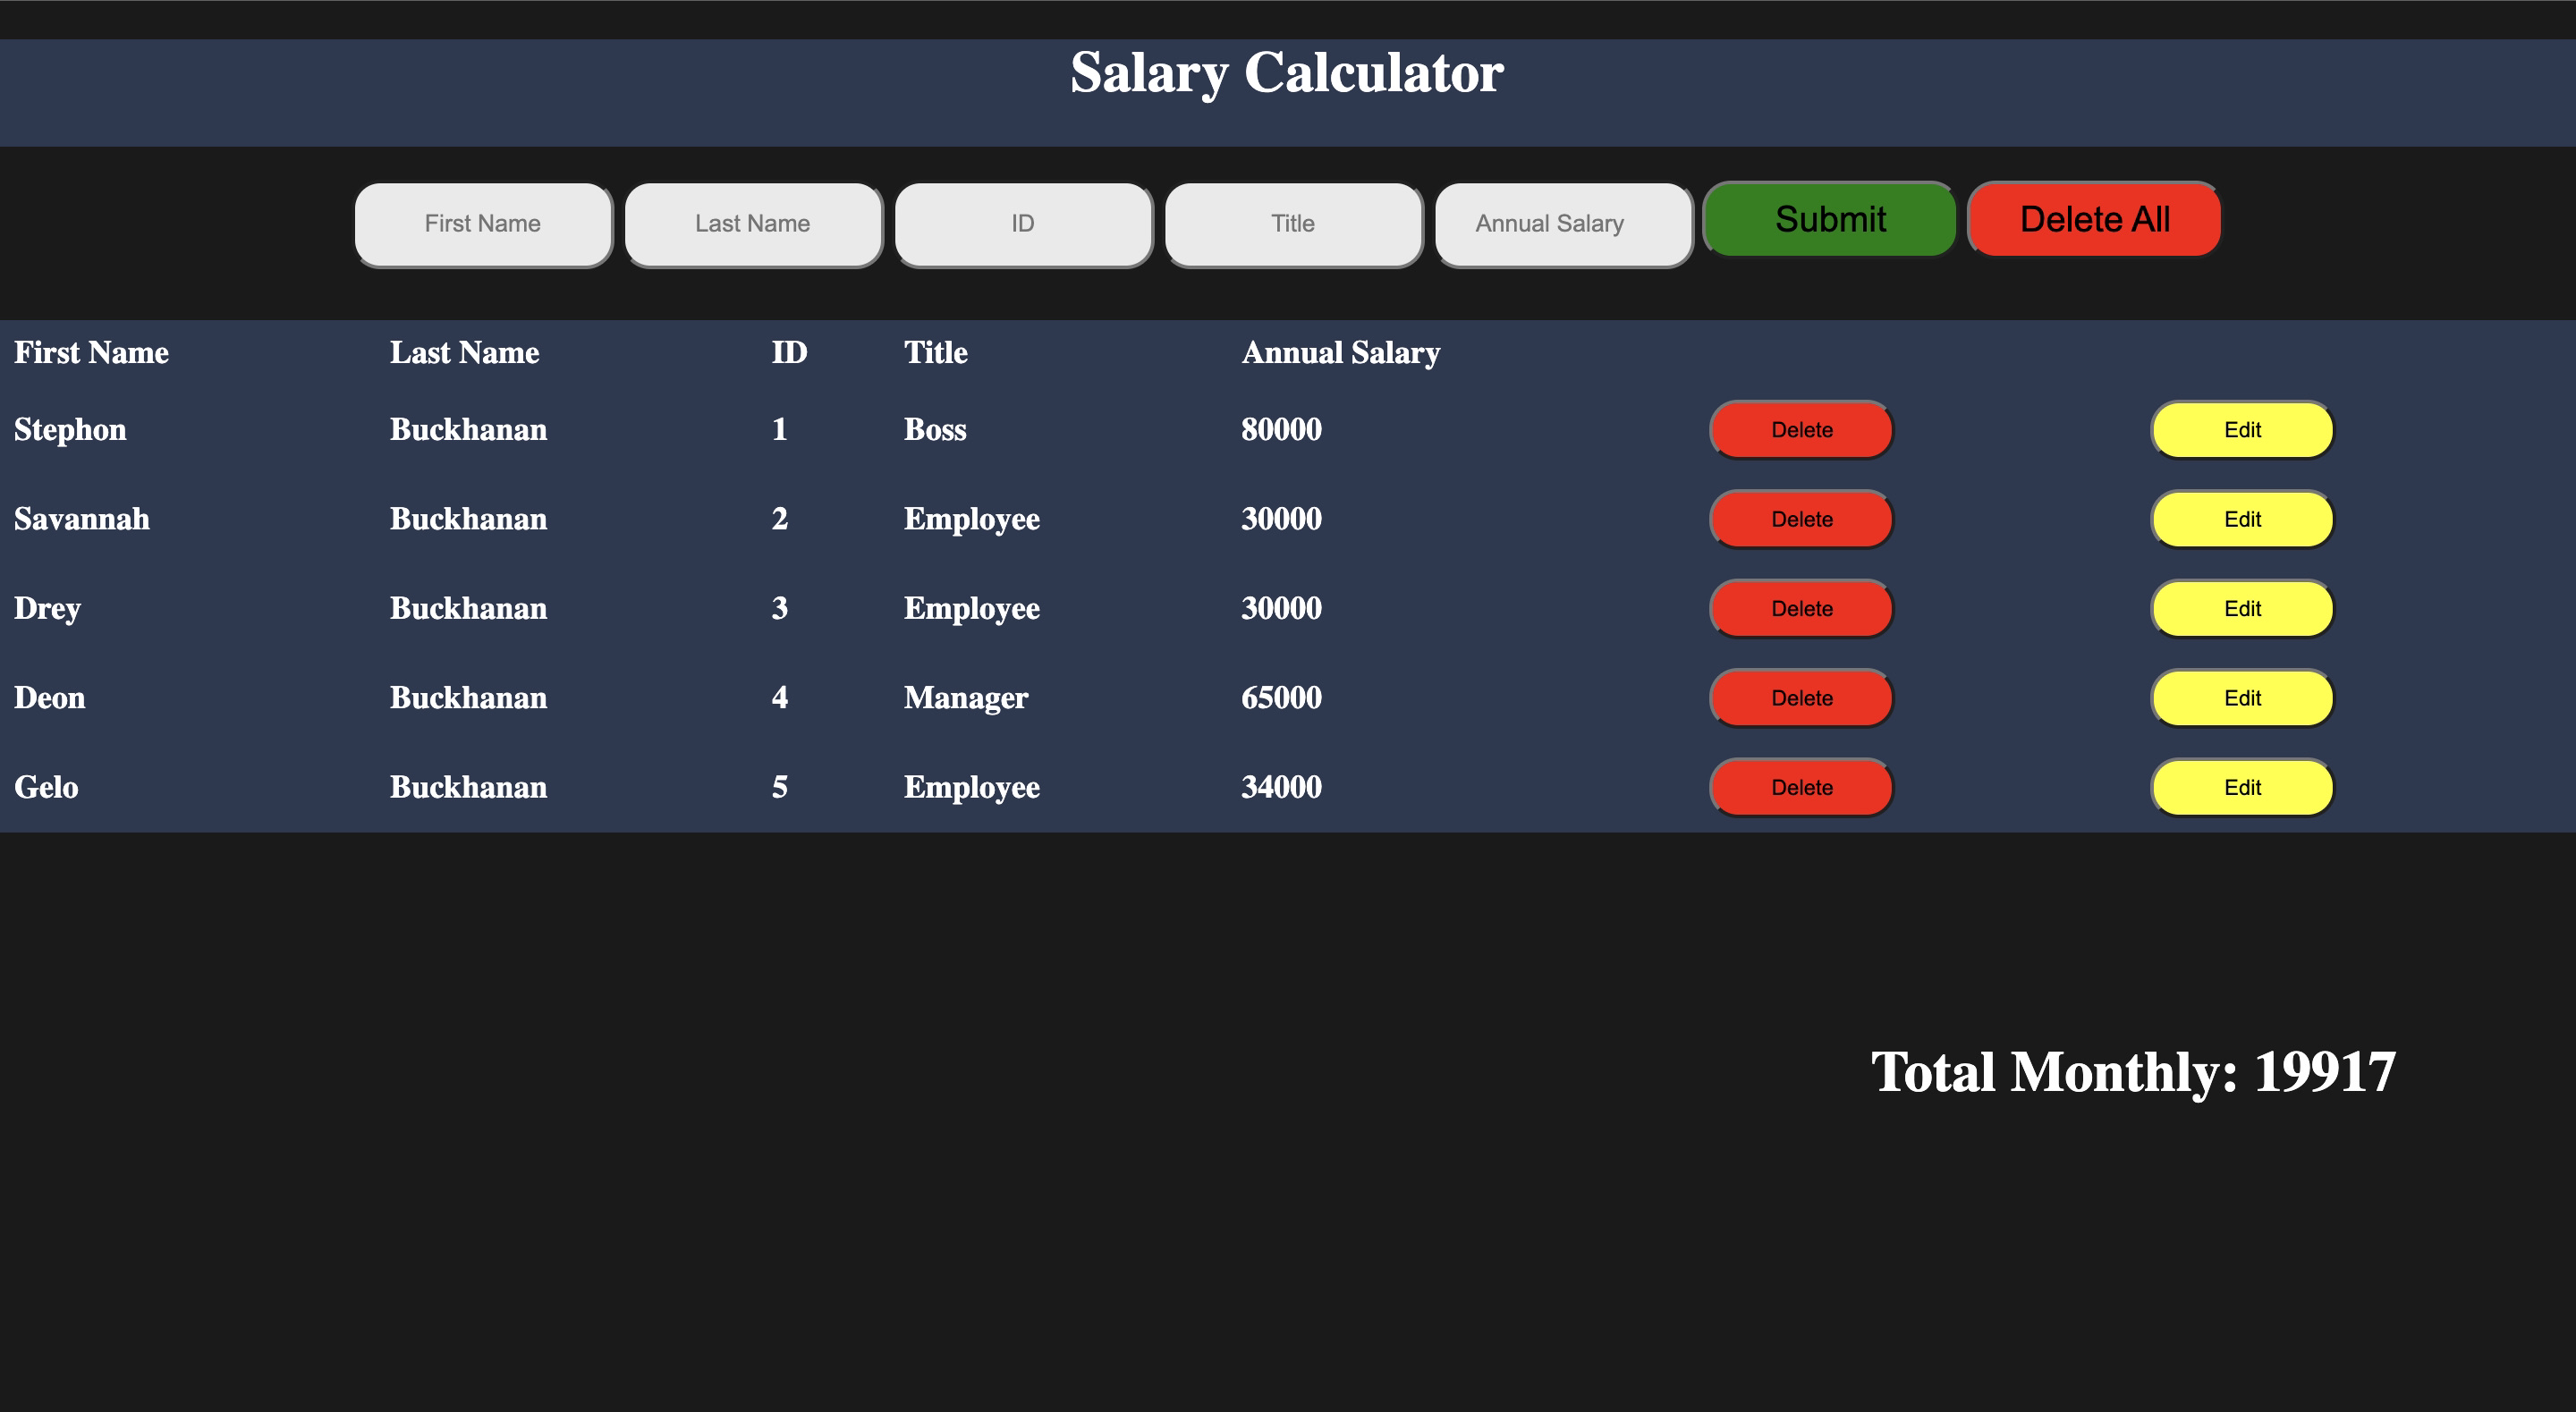 Salary Calculator
First Name Last Name ID Title Annual Salary Submit Delete All
First Name Last Name ID Title Annual Salary
Stephon Buckhanan 1 Boss 80000 Delete Edit
Savannah Buckhanan 2 Employee 30000 Delete Edit
Drey Buckhanan 3 Employee 30000 Delete Edit
Deon Buckhanan 4 Manager 65000 Delete Edit
Gelo Buckhanan 5 Employee 34000 Delete Edit
Total Monthly: 19917